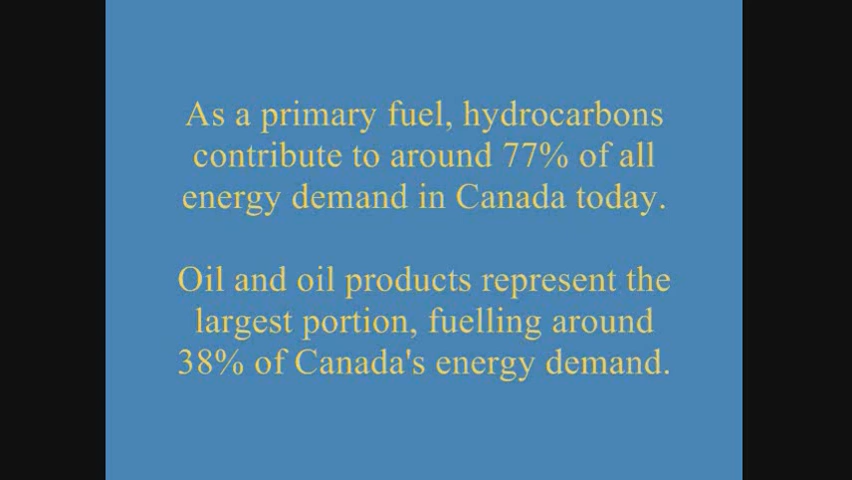 As a primary fuel, hydrocarbons
contribute to around 77% of all
energy demand in Canada today.
Oil and oil products represent the
largest portion, fuelling around
38% of Canada's energy demand.